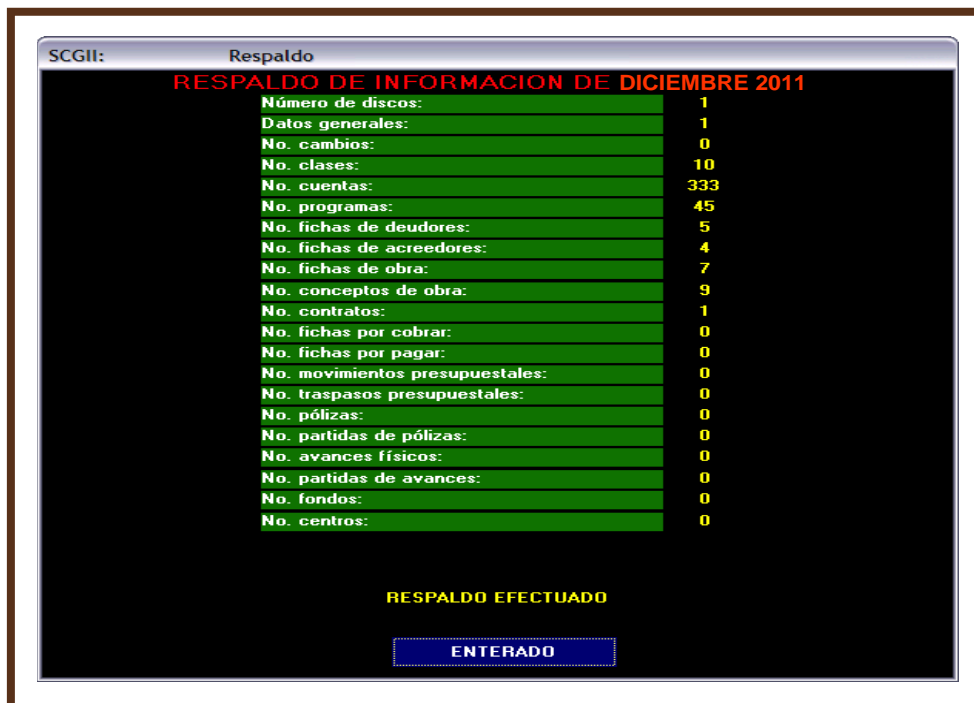 SCGII: Respaldo
RESPALDO DE INFORMACION DE DICIEMBRE 2011
Número de discos: 1
Datos generales: 1
No. cambios: 0
No. clases: 10
No. cuentas: 333
No. programas: 45
No. fichas de deudores: 5
No. fichas de acreedores: 4
No. fichas de obra: 7
No. conceptos de obra: 9
No. contratos: 1
No. fichas por cobrar: 0
No. fichas por pagar: 0
No. movimientos presupuestales: 0
No. traspasos presupuestales: 0
No. pólizas: 0
No. partidas de pólizas: 0
No. avances físicos: 0
No. partidas de avances: 0
No. fondos: 0
No. centros: 0
RESPALDO EFECTUADO
ENTERADO